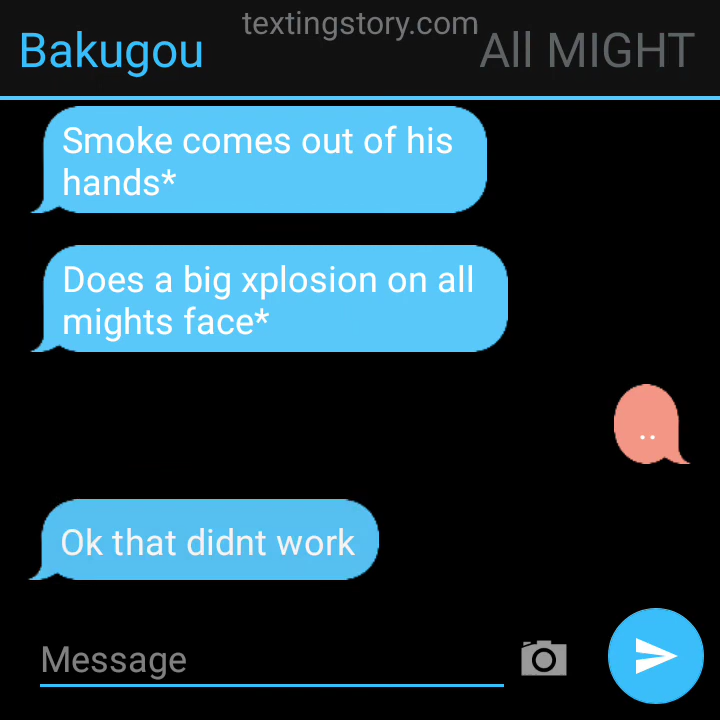 textingstory.com
Bakugou
All MIGHT
Smoke comes out of his
hands*
Does a big xplosion on all
mights face*
..
Ok that didnt work
Message